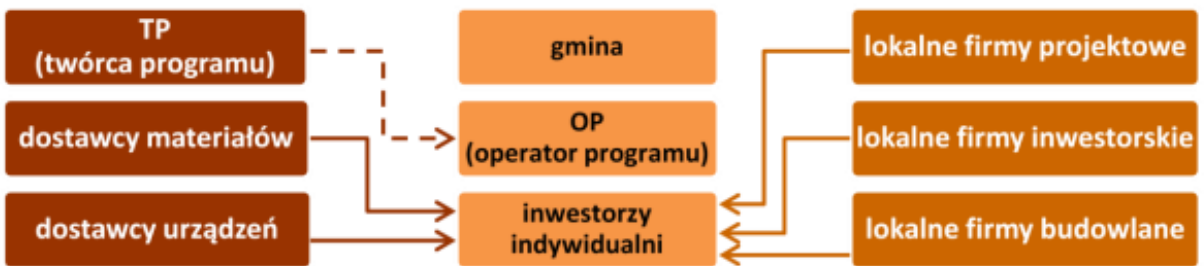 TP
(twórca programu)
gmina
lokalne firmy projektowe
dostawcy materiałów
OP
(operator programu)
lokalne firmy inwestorskie
dostawcy urządzeń
inwestorzy
indywidualni
lokalne firmy budowlane